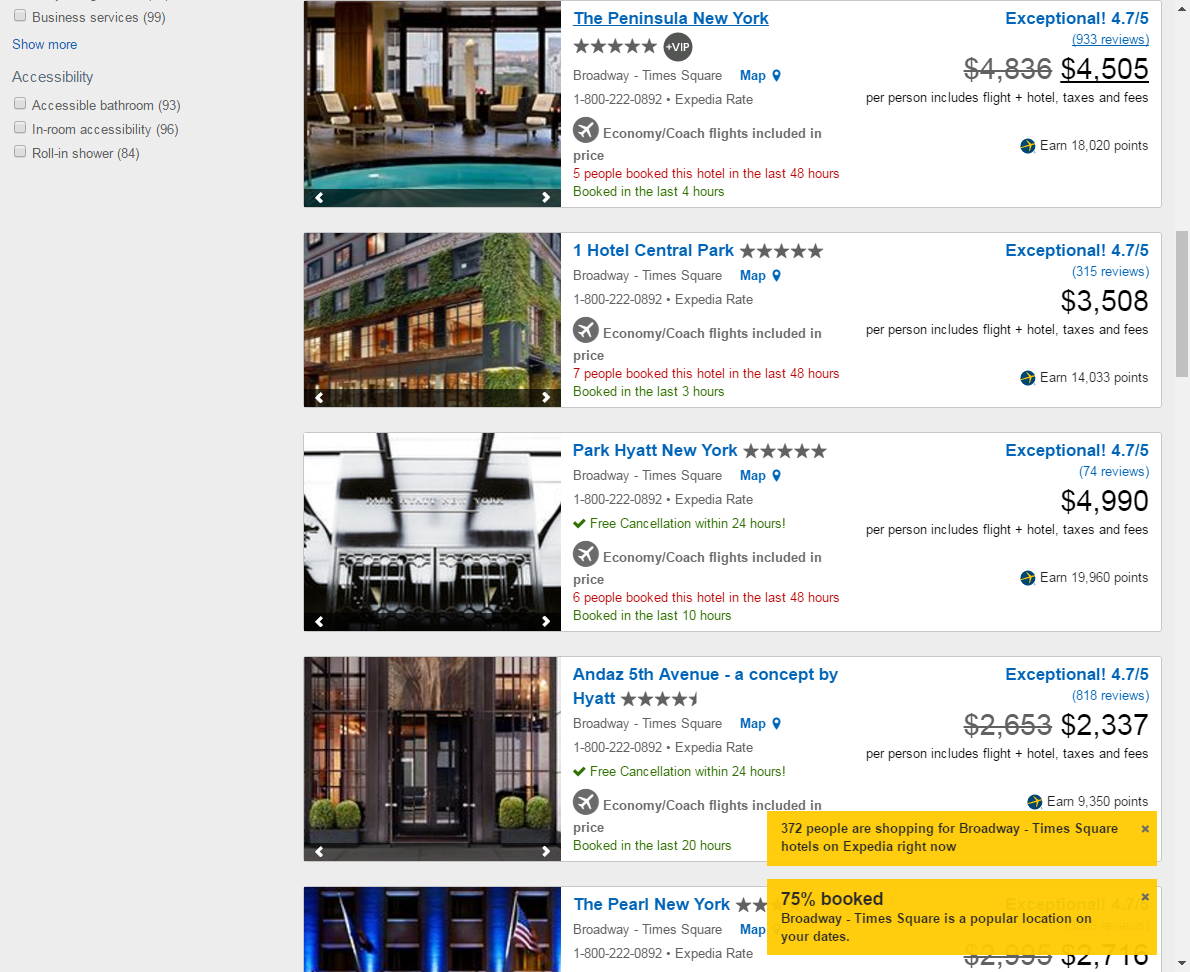 Business services (99)
Show more
Accessibility
Accessible bathroom (93)
In-room accessibility (96)
Roll-in shower (84)
The Peninsula New York
+VIP
Broadway - Times Square Map
1-800-222-0892 • Expedia Rate
Economy/Coach flights included in
price
5 people booked this hotel in the last 48 hours
Booked in the last 4 hours
Exceptional! 4.7/5
(933 reviews)
$4,836 $4,505
per person includes flight + hotel, taxes and fees
Earn 18,020 points
1 Hotel Central Park
Broadway - Times Square Map
1-800-222-0892 • Expedia Rate
Economy/Coach flights included in
price
7 people booked this hotel in the last 48 hours
Booked in the last 3 hours
Exceptional! 4.7/5
(315 reviews)
$3,508
per person includes flight + hotel, taxes and fees
Earn 14,033 points
PARK HYATT NEW YORK
Park Hyatt New York
Broadway - Times Square Map
1-800-222-0892 • Expedia Rate
Free Cancellation within 24 hours!
Economy/Coach flights included in
price
6 people booked this hotel in the last 48 hours
Booked in the last 10 hours
Exceptional! 4.7/5
(74 reviews)
$4,990
per person includes flight + hotel, taxes and fees
Earn 19,960 points
Andaz 5th Avenue - a concept by
Hyatt
Broadway - Times Square Map
1-800-222-0892 • Expedia Rate
Free Cancellation within 24 hours!
Economy/Coach flights included in
price
Booked in the last 20 hours
Exceptional! 4.7/5
(818 reviews)
$2,653 $2,337
per person includes flight + hotel, taxes and fees
Earn 9,350 points
372 people are shopping for Broadway - Times Square
hotels on Expedia right now
The Pearl New York
Broadway - Times Square Map
1-800-222-0892 • Expedia Rate
75% booked
Broadway - Times Square is a popular location on
your dates.
Exceptional! 4.7/5
$2,995 $2,716